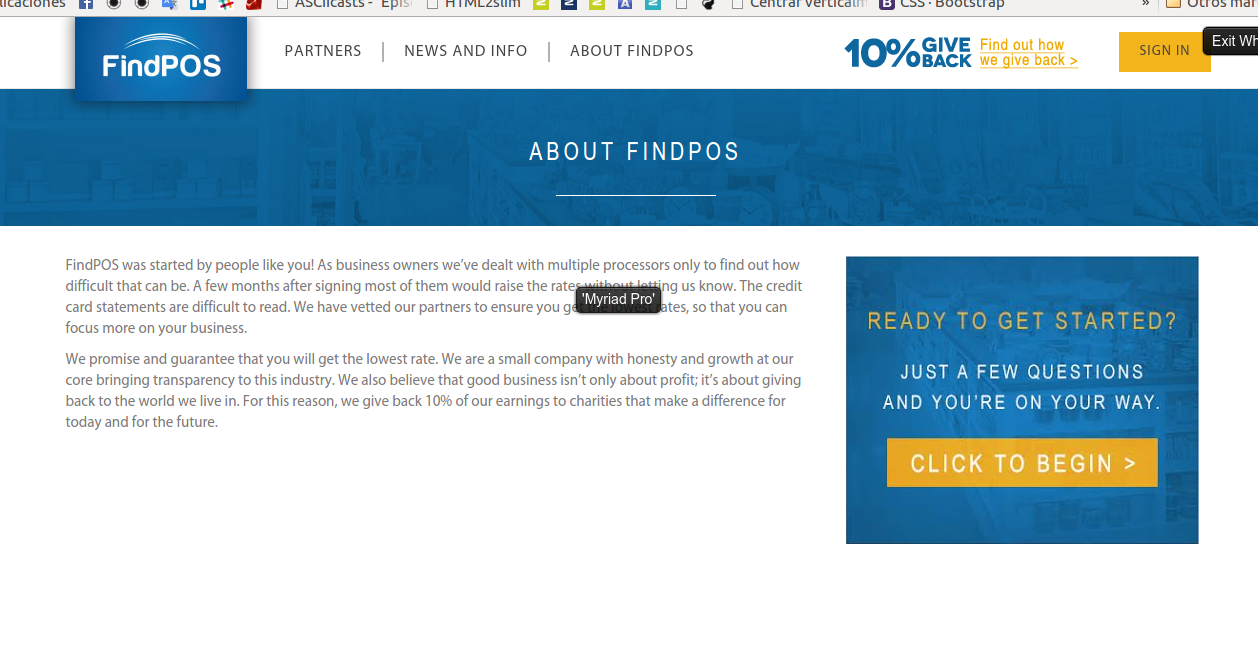 licaciones
ASCIIcasts - Epis
HTML2slim
Centrar verticalm
B CSS · Bootstrap
»
Otros mar
FindPOS
PARTNERS | NEWS AND INFO | ABOUT FINDPOS
10% GIVE BACK
Find out how
we give back >
SIGN IN
Exit Wh
ABOUT FINDPOS
FindPOS was started by people like you! As business owners we've dealt with multiple processors only to find out how
difficult that can be. A few months after signing most of them would raise the rates without letting us know. The credit
card statements are difficult to read. We have vetted our partners to ensure you get the lowest rates, so that you can
focus more on your business.
'Myriad Pro'
We promise and guarantee that you will get the lowest rate. We are a small company with honesty and growth at our
core bringing transparency to this industry. We also believe that good business isn't only about profit; it's about giving
back to the world we live in. For this reason, we give back 10% of our earnings to charities that make a difference for
today and for the future.
READY TO GET STARTED?
JUST A FEW QUESTIONS
AND YOU'RE ON YOUR WAY.
CLICK TO BEGIN >